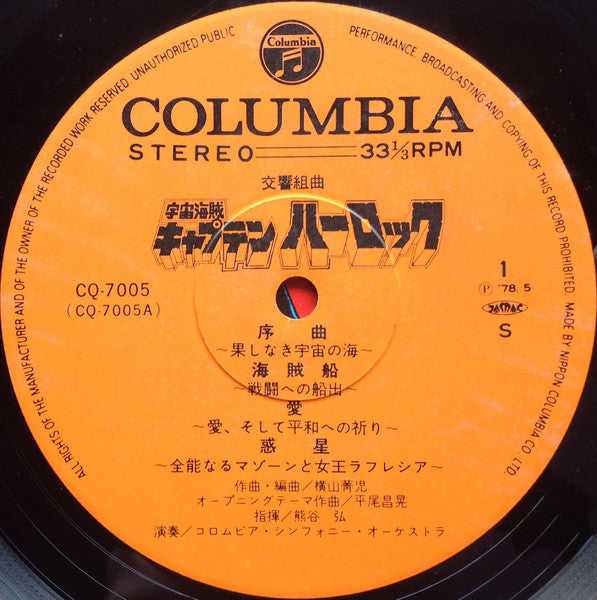 ALL RIGHTS OF THE MANUFACTURER AND OF THE OWNER OF THE RECORDED WORK RESERVED UNAUTHORIZED PUBLIC PERFORMANCE, BROADCASTING AND COPYING OF THIS RECORD PROHIBITED. MADE BY NIPPON COLUMBIA CO., LTD.
Columbia
COLUMBIA
STEREO 33⅓RPM
交響組曲
宇宙海賊
キャプテンハーロック
CQ-7005
(CQ-7005A)
1
Ⓟ '78. 5
JASRAC
S
序曲
~果しなき宇宙の海~
海賊船
~戦闘への船出~
愛
~愛、そして平和への祈り~
惑星
~全能なるマゾーンと女王ラフレシア~
作曲・編曲/横山菁児
オープニングテーマ作曲/平尾昌晃
指揮/熊谷 弘
演奏/コロムビア・シンフォニー・オーケストラ